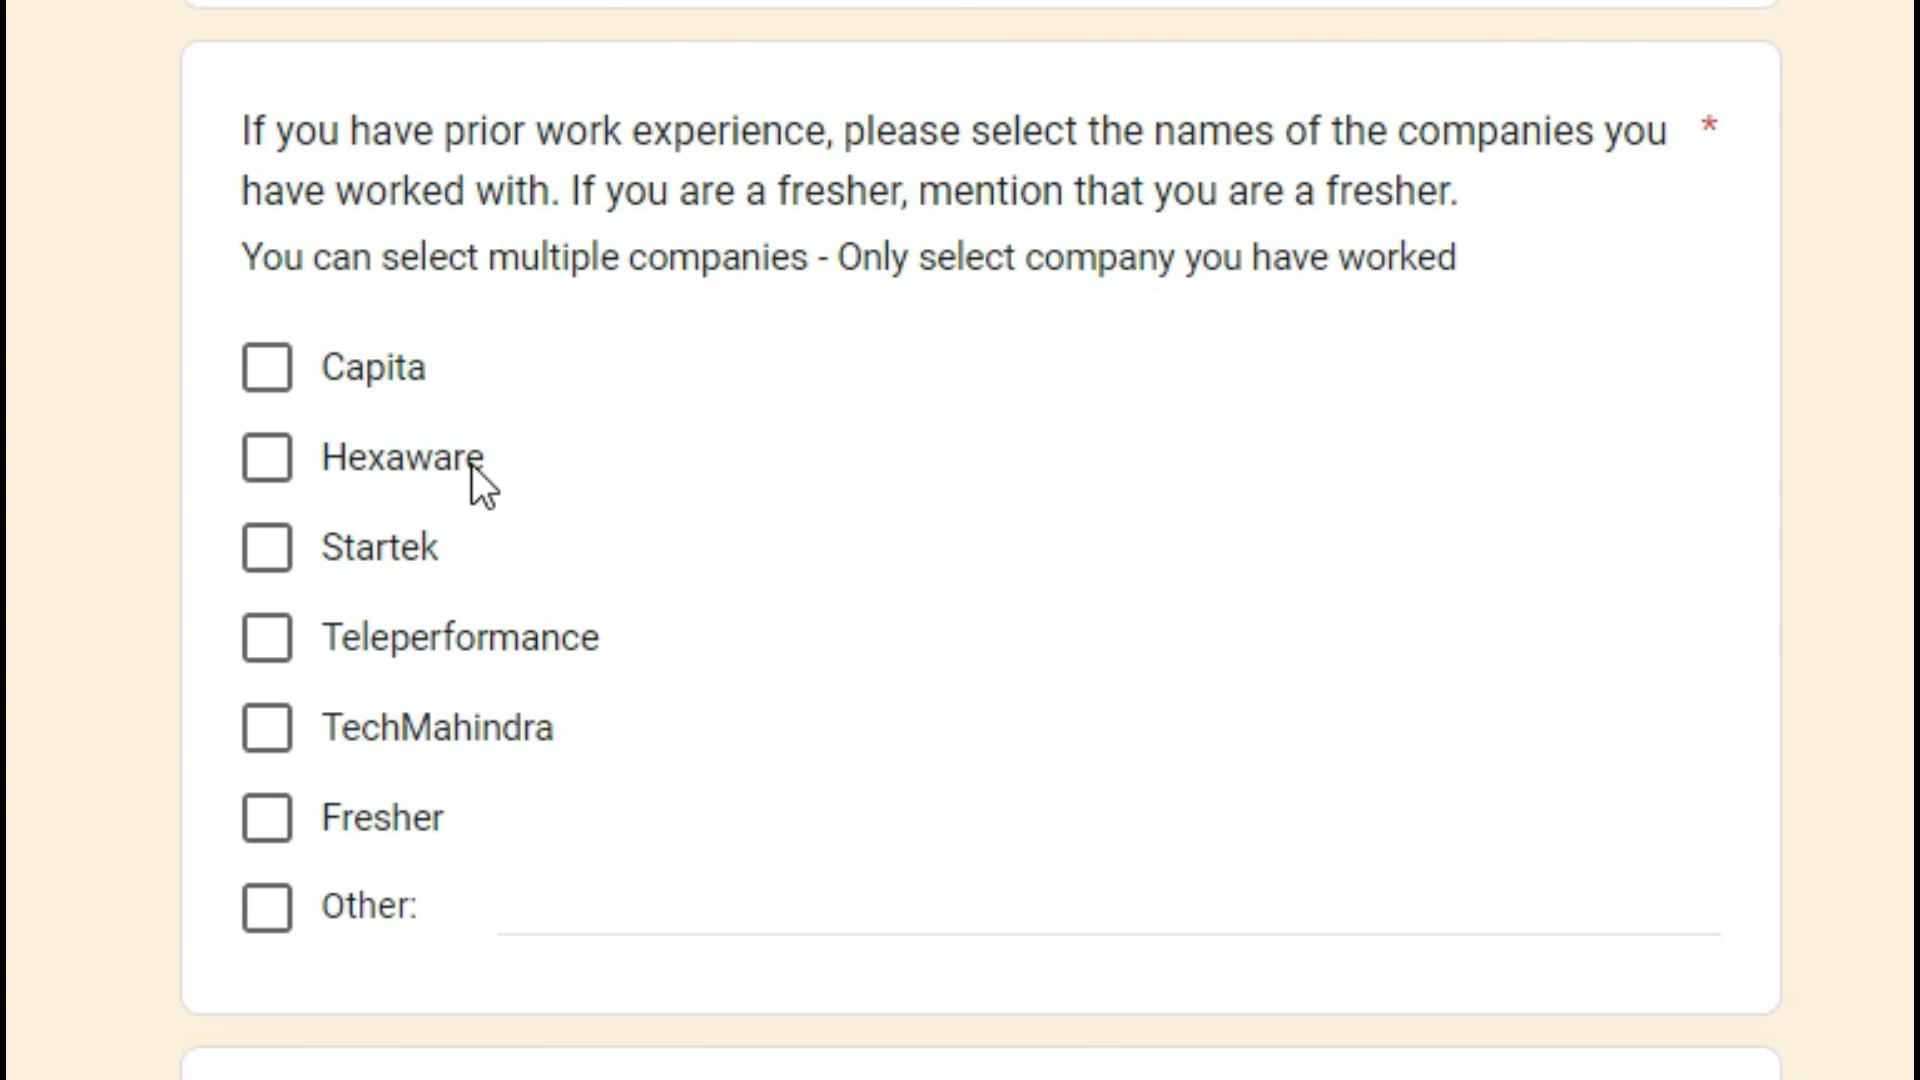 If you have prior work experience, please select the names of the companies you *
have worked with. If you are a fresher, mention that you are a fresher.
You can select multiple companies - Only select company you have worked
Capita
Hexaware
Startek
Teleperformance
TechMahindra
Fresher
Other: